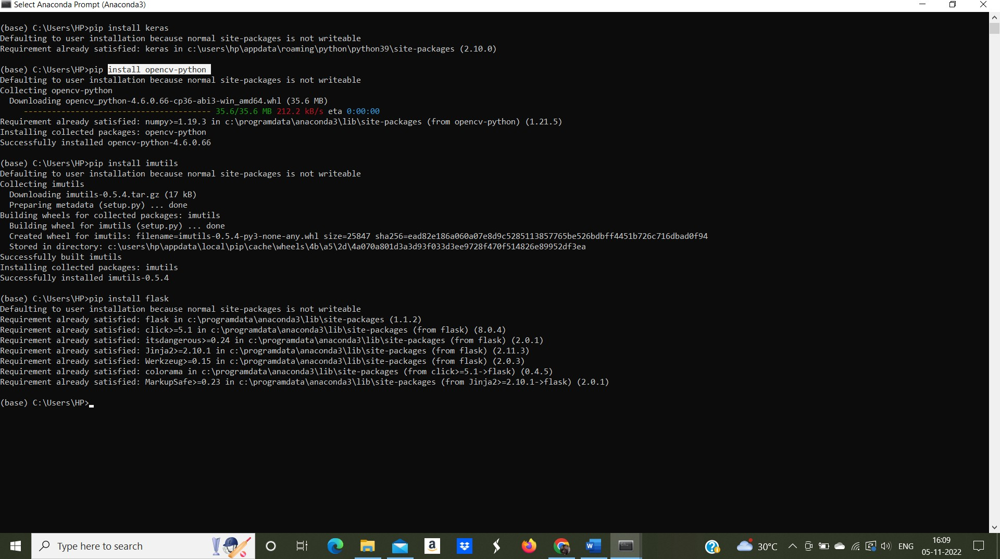 Select Anaconda Prompt (Anaconda3)
(base) C:\Users\HP>pip install keras
Defaulting to user installation because normal site-packages is not writeable
Requirement already satisfied: keras in c:\users\hp\appdata\roaming\python\python39\site-packages (2.10.0)
(base) C:\Users\HP>pip install opencv-python
Defaulting to user installation because normal site-packages is not writeable
Collecting opencv-python
  Downloading opencv_python-4.6.0.66-cp36-abi3-win_amd64.whl (35.6 MB)
     ---------------------------------------- 35.6/35.6 MB 212.2 kB/s eta 0:00:00
Requirement already satisfied: numpy>=1.19.3 in c:\programdata\anaconda3\lib\site-packages (from opencv-python) (1.21.5)
Installing collected packages: opencv-python
Successfully installed opencv-python-4.6.0.66
(base) C:\Users\HP>pip install imutils
Defaulting to user installation because normal site-packages is not writeable
Collecting imutils
  Downloading imutils-0.5.4.tar.gz (17 kB)
  Preparing metadata (setup.py) ... done
Building wheels for collected packages: imutils
  Building wheel for imutils (setup.py) ... done
  Created wheel for imutils: filename=imutils-0.5.4-py3-none-any.whl size=25847 sha256=ead82e186a060a07e8d9c5285113857765be526bdbff4451b726c716dbad0f94
  Stored in directory: c:\users\hp\appdata\local\pip\cache\wheels\4b\a5\2d\4a070a801d3a3d93f033d3ee9728f470f514826e89952df3ea
Successfully built imutils
Installing collected packages: imutils
Successfully installed imutils-0.5.4
(base) C:\Users\HP>pip install flask
Defaulting to user installation because normal site-packages is not writeable
Requirement already satisfied: flask in c:\programdata\anaconda3\lib\site-packages (1.1.2)
Requirement already satisfied: click>=5.1 in c:\programdata\anaconda3\lib\site-packages (from flask) (8.0.4)
Requirement already satisfied: itsdangerous>=0.24 in c:\programdata\anaconda3\lib\site-packages (from flask) (2.0.1)
Requirement already satisfied: Jinja2>=2.10.1 in c:\programdata\anaconda3\lib\site-packages (from flask) (2.11.3)
Requirement already satisfied: Werkzeug>=0.15 in c:\programdata\anaconda3\lib\site-packages (from flask) (2.0.3)
Requirement already satisfied: colorama in c:\programdata\anaconda3\lib\site-packages (from click>=5.1->flask) (0.4.5)
Requirement already satisfied: MarkupSafe>=0.23 in c:\programdata\anaconda3\lib\site-packages (from Jinja2>=2.10.1->flask) (2.0.1)
(base) C:\Users\HP>
Type here to search
30°C
ENG
16:09
05-11-2022